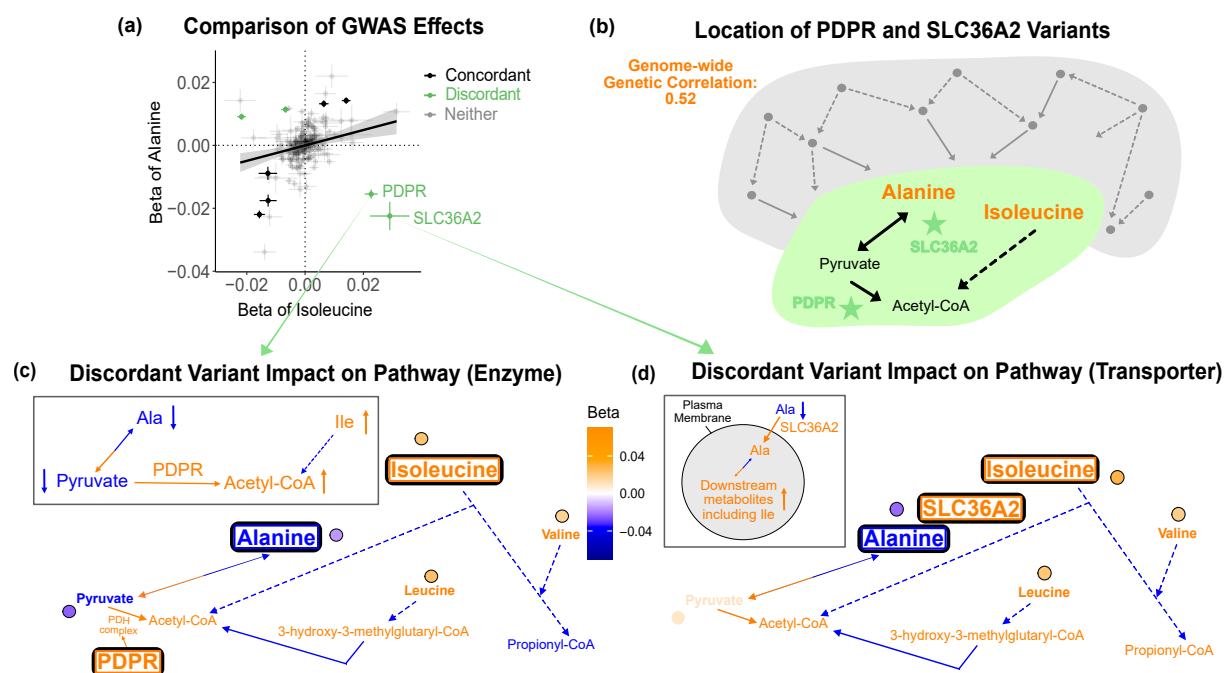 (a) Comparison of GWAS Effects
Concordant
Discordant
Neither
0.02
0.00
−0.02
−0.04
Beta of Alanine
PDPR
SLC36A2
−0.02 0.00 0.02
Beta of Isoleucine
(b) Location of PDPR and SLC36A2 Variants
Genome-wide
Genetic Correlation:
0.52
Alanine
Isoleucine
SLC36A2
Pyruvate
PDPR
Acetyl-CoA
(c) Discordant Variant Impact on Pathway (Enzyme)
Ala
Ile
Pyruvate
PDPR
Acetyl-CoA
Isoleucine
Alanine
Valine
Leucine
Pyruvate
PDH
complex
Acetyl-CoA
3-hydroxy-3-methylglutaryl-CoA
Propionyl-CoA
PDPR
Beta
0.04
0.00
−0.04
(d) Discordant Variant Impact on Pathway (Transporter)
Plasma
Membrane
Ala
SLC36A2
Ala
Downstream
metabolites
including Ile
Isoleucine
SLC36A2
Alanine
Valine
Leucine
Pyruvate
Acetyl-CoA
3-hydroxy-3-methylglutaryl-CoA
Propionyl-CoA